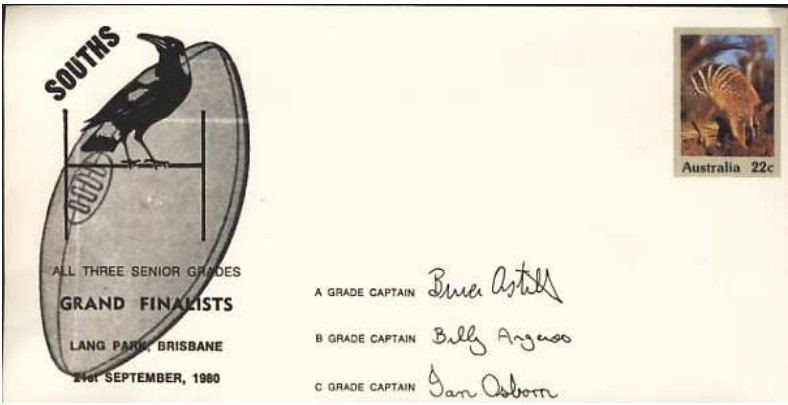 SOUTHS
Australia 22c
ALL THREE SENIOR GRADES
GRAND FINALISTS
LANG PARK, BRISBANE
21st SEPTEMBER, 1980
A GRADE CAPTAIN Bruce Astill
B GRADE CAPTAIN Billy
C GRADE CAPTAIN Ian Osborn